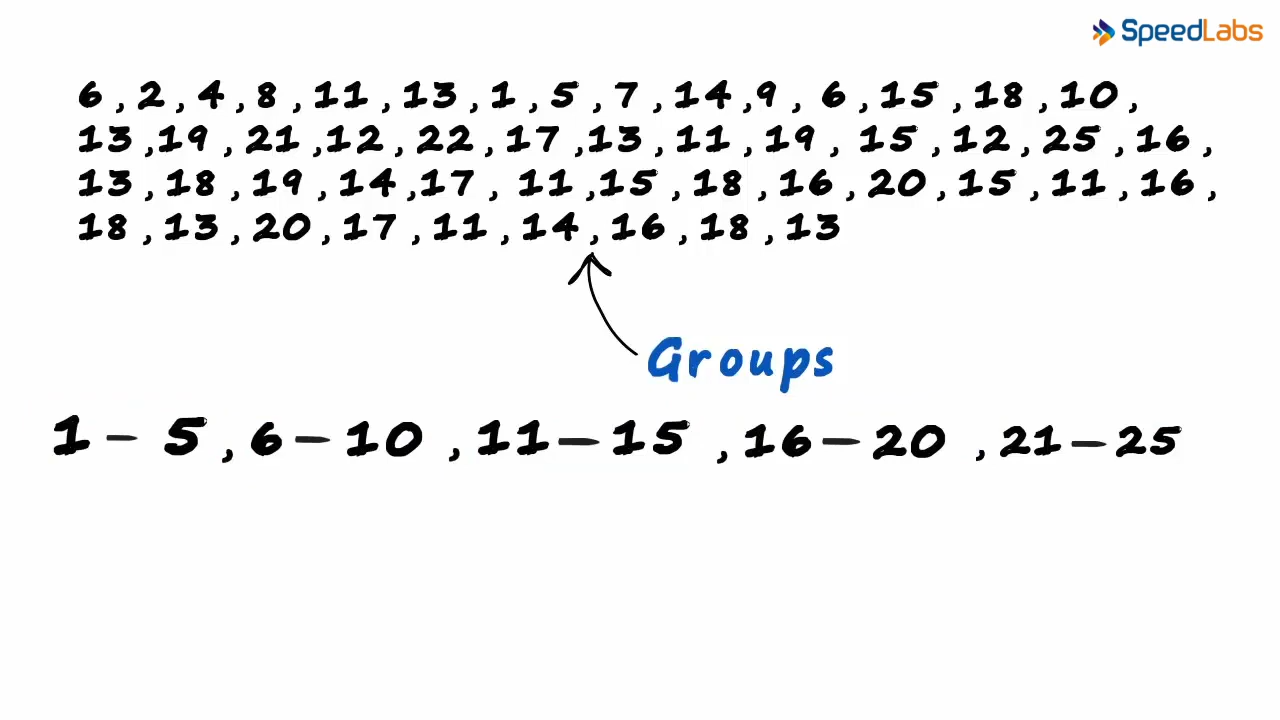 SpeedLabs
6, 2, 4, 8, 11, 13, 1, 5, 7, 14, 9, 6, 15, 18, 10,
13, 19, 21, 12, 22, 17, 13, 11, 19, 15, 12, 25, 16,
13, 18, 19, 14, 17, 11, 15, 18, 16, 20, 15, 11, 16,
18, 13, 20, 17, 11, 14, 16, 18, 13
Groups
1 – 5, 6 – 10, 11 – 15, 16 – 20, 21 – 25